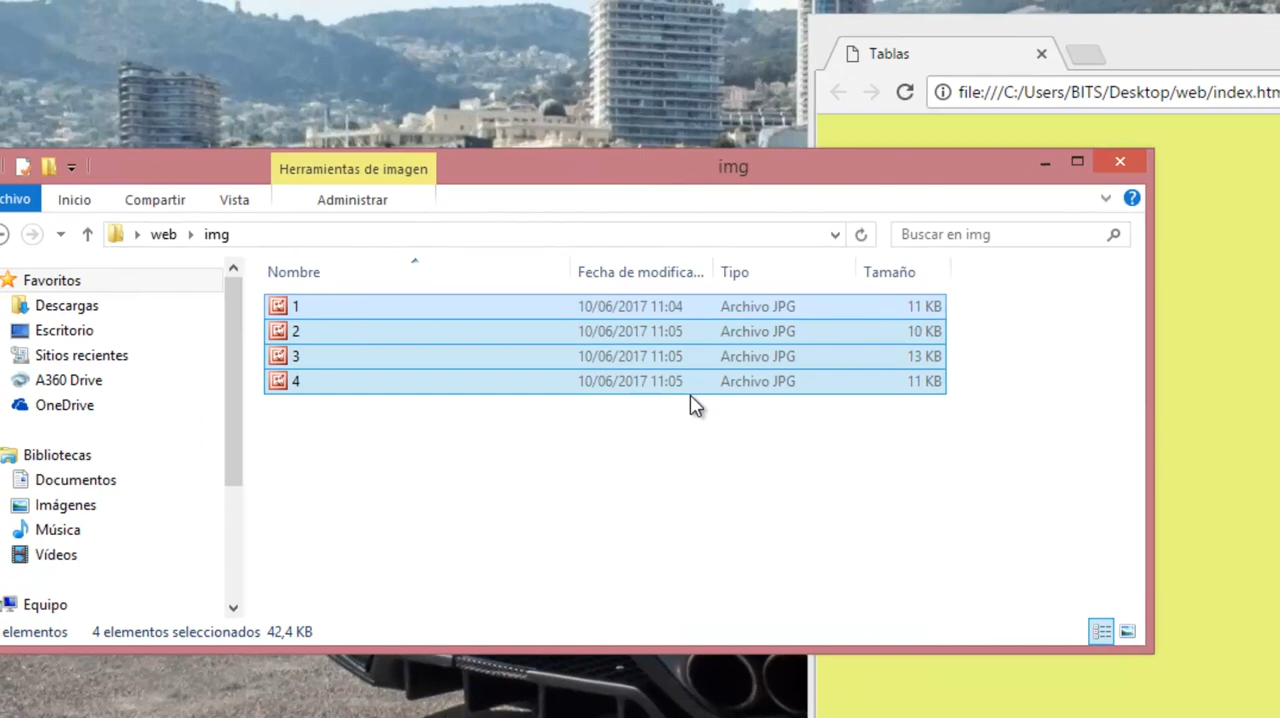 Tablas
file:///C:/Users/BITS/Desktop/web/index.htm
Herramientas de imagen
img
chivo
Inicio
Compartir
Vista
Administrar
web
img
Buscar en img
Nombre
Fecha de modifica...
Tipo
Tamaño
1 10/06/2017 11:04 Archivo JPG 11 KB
2 10/06/2017 11:05 Archivo JPG 10 KB
3 10/06/2017 11:05 Archivo JPG 13 KB
4 10/06/2017 11:05 Archivo JPG 11 KB
Favoritos
Descargas
Escritorio
Sitios recientes
A360 Drive
OneDrive
Bibliotecas
Documentos
Imágenes
Música
Vídeos
Equipo
elementos 4 elementos seleccionados 42,4 KB